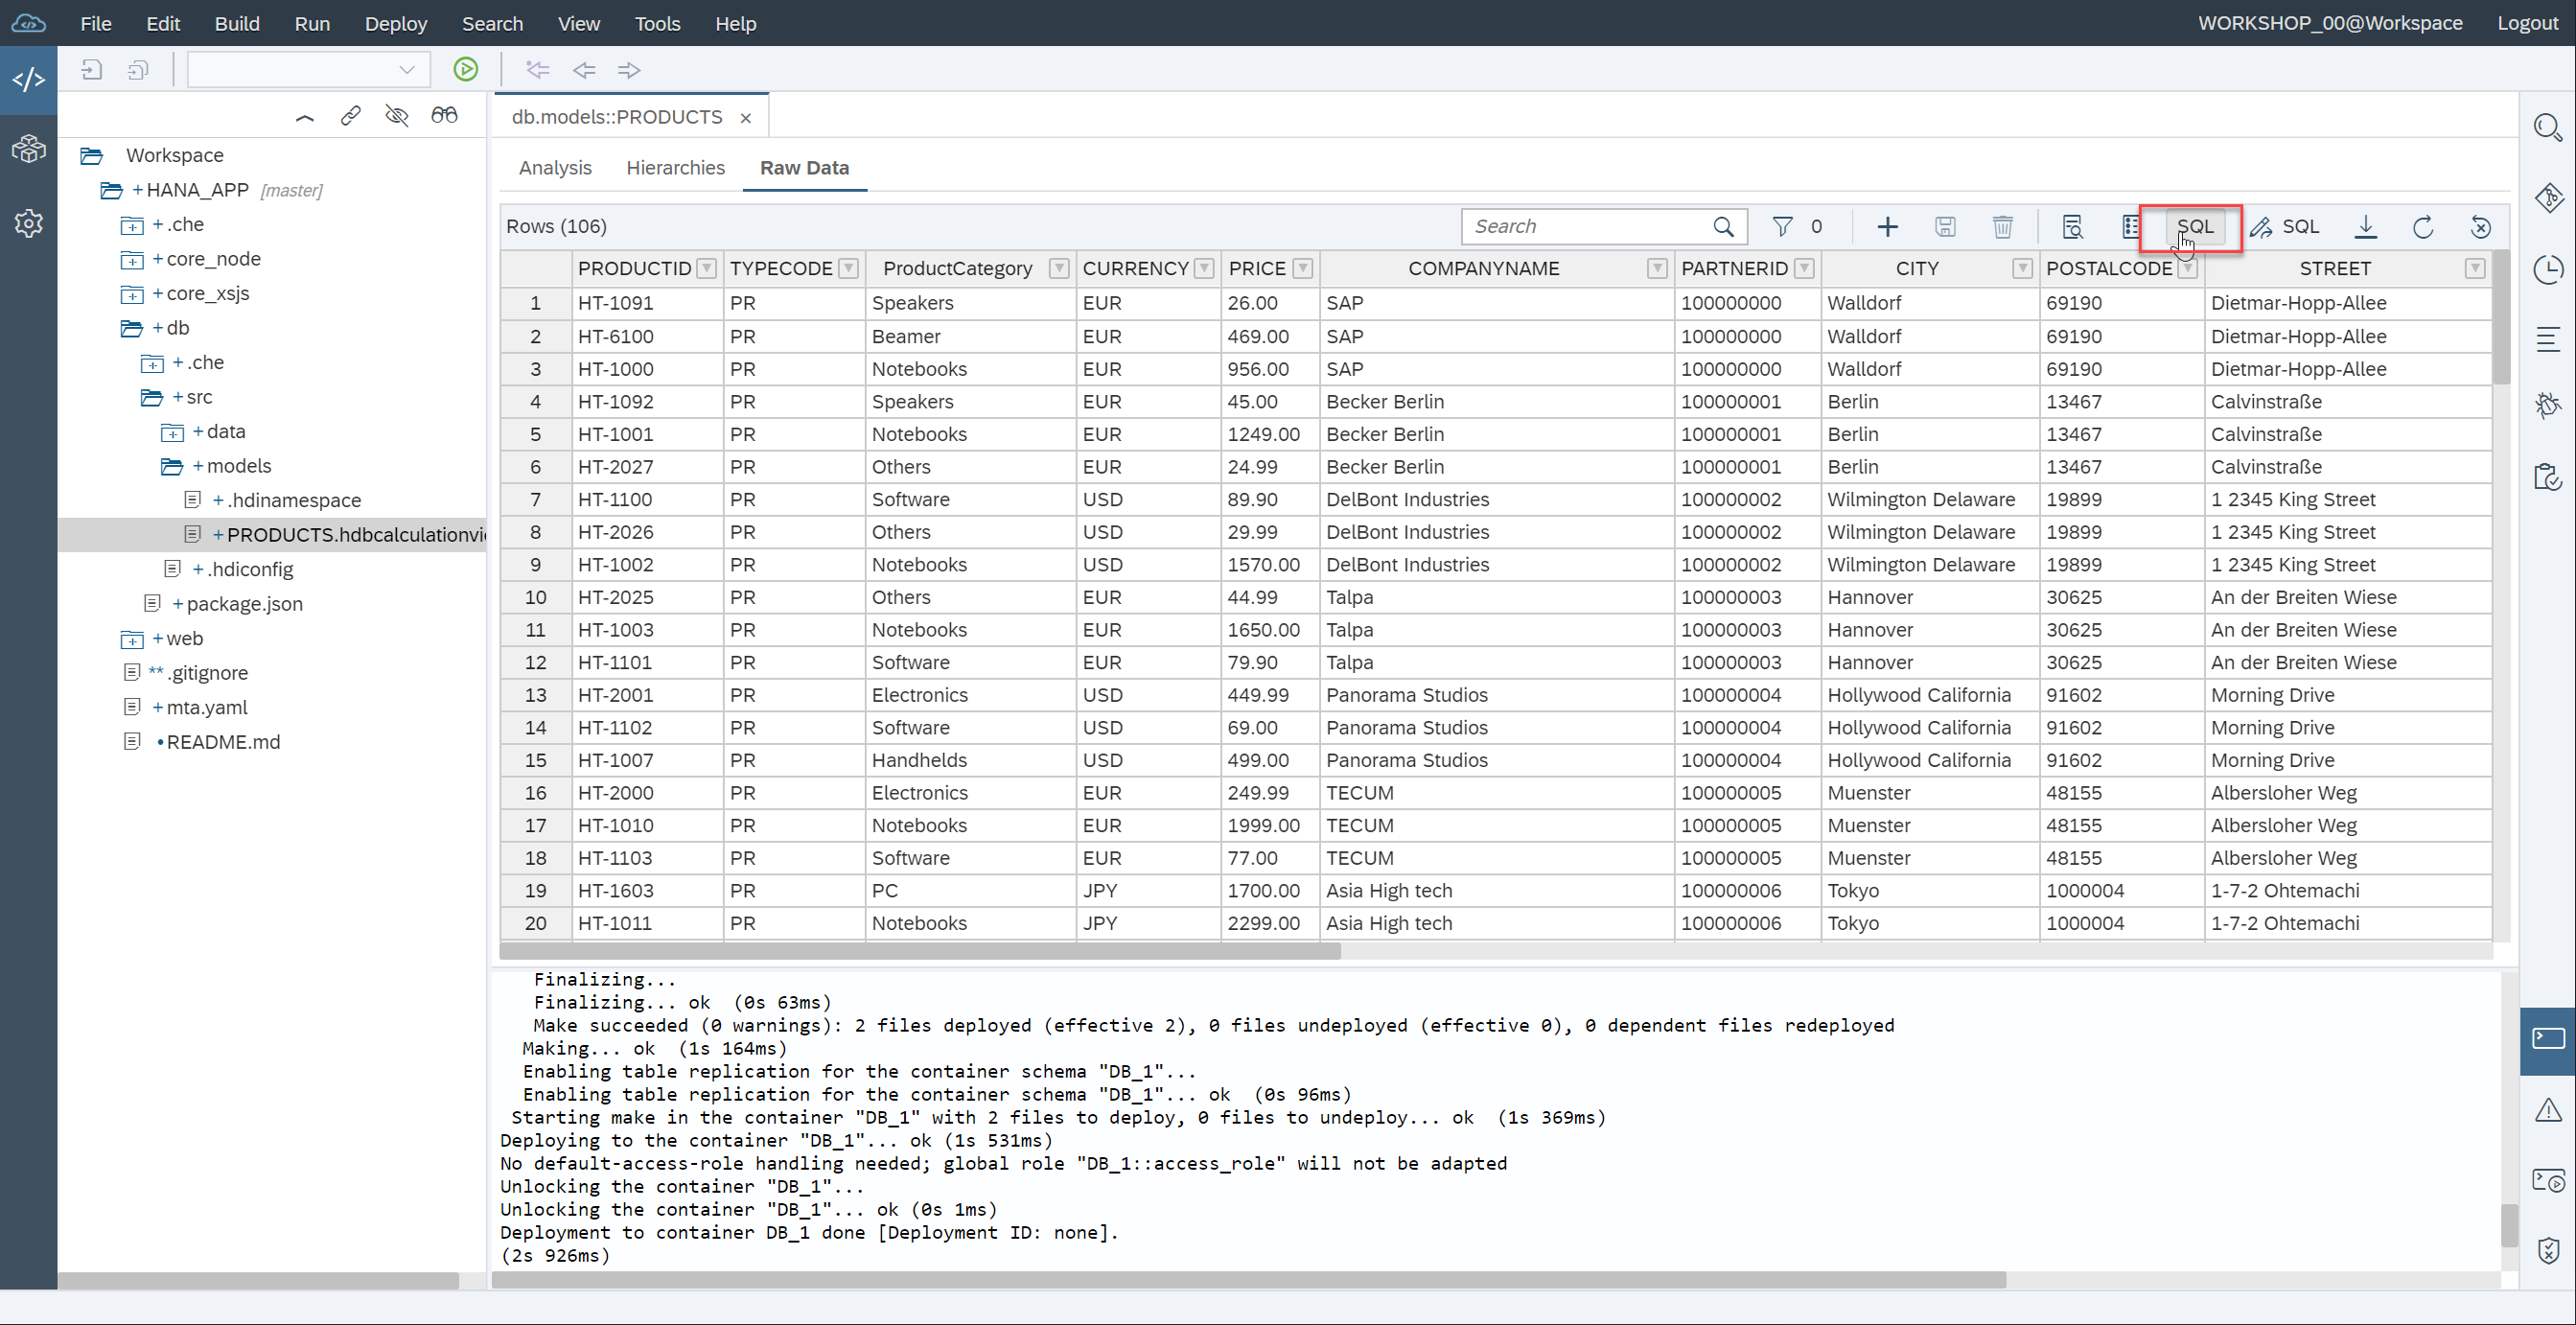 File Edit Build Run Deploy Search View Tools Help WORKSHOP_00@Workspace Logout
db.models::PRODUCTS ×
Workspace
+HANA_APP [master]
+.che
+core_node
+core_xsjs
+db
+.che
+src
+data
+models
+.hdinamespace
+PRODUCTS.hdbcalculationvi
+.hdiconfig
+package.json
+web
**.gitignore
+mta.yaml
•README.md
Analysis Hierarchies Raw Data
Rows (106) Search 0 SQL SQL
PRODUCTID TYPECODE ProductCategory CURRENCY PRICE COMPANYNAME PARTNERID CITY POSTALCODE STREET
1 HT-1091 PR Speakers EUR 26.00 SAP 100000000 Walldorf 69190 Dietmar-Hopp-Allee
2 HT-6100 PR Beamer EUR 469.00 SAP 100000000 Walldorf 69190 Dietmar-Hopp-Allee
3 HT-1000 PR Notebooks EUR 956.00 SAP 100000000 Walldorf 69190 Dietmar-Hopp-Allee
4 HT-1092 PR Speakers EUR 45.00 Becker Berlin 100000001 Berlin 13467 Calvinstraße
5 HT-1001 PR Notebooks EUR 1249.00 Becker Berlin 100000001 Berlin 13467 Calvinstraße
6 HT-2027 PR Others EUR 24.99 Becker Berlin 100000001 Berlin 13467 Calvinstraße
7 HT-1100 PR Software USD 89.90 DelBont Industries 100000002 Wilmington Delaware 19899 1 2345 King Street
8 HT-2026 PR Others USD 29.99 DelBont Industries 100000002 Wilmington Delaware 19899 1 2345 King Street
9 HT-1002 PR Notebooks USD 1570.00 DelBont Industries 100000002 Wilmington Delaware 19899 1 2345 King Street
10 HT-2025 PR Others EUR 44.99 Talpa 100000003 Hannover 30625 An der Breiten Wiese
11 HT-1003 PR Notebooks EUR 1650.00 Talpa 100000003 Hannover 30625 An der Breiten Wiese
12 HT-1101 PR Software EUR 79.90 Talpa 100000003 Hannover 30625 An der Breiten Wiese
13 HT-2001 PR Electronics USD 449.99 Panorama Studios 100000004 Hollywood California 91602 Morning Drive
14 HT-1102 PR Software USD 69.00 Panorama Studios 100000004 Hollywood California 91602 Morning Drive
15 HT-1007 PR Handhelds USD 499.00 Panorama Studios 100000004 Hollywood California 91602 Morning Drive
16 HT-2000 PR Electronics EUR 249.99 TECUM 100000005 Muenster 48155 Albersloher Weg
17 HT-1010 PR Notebooks EUR 1999.00 TECUM 100000005 Muenster 48155 Albersloher Weg
18 HT-1103 PR Software EUR 77.00 TECUM 100000005 Muenster 48155 Albersloher Weg
19 HT-1603 PR PC JPY 1700.00 Asia High tech 100000006 Tokyo 1000004 1-7-2 Ohtemachi
20 HT-1011 PR Notebooks JPY 2299.00 Asia High tech 100000006 Tokyo 1000004 1-7-2 Ohtemachi
Finalizing...
Finalizing... ok (0s 63ms)
Make succeeded (0 warnings): 2 files deployed (effective 2), 0 files undeployed (effective 0), 0 dependent files redeployed
Making... ok (1s 164ms)
Enabling table replication for the container schema "DB_1"...
Enabling table replication for the container schema "DB_1"... ok (0s 96ms)
Starting make in the container "DB_1" with 2 files to deploy, 0 files to undeploy... ok (1s 369ms)
Deploying to the container "DB_1"... ok (1s 531ms)
No default-access-role handling needed; global role "DB_1::access_role" will not be adapted
Unlocking the container "DB_1"...
Unlocking the container "DB_1"... ok (0s 1ms)
Deployment to container DB_1 done [Deployment ID: none].
(2s 926ms)